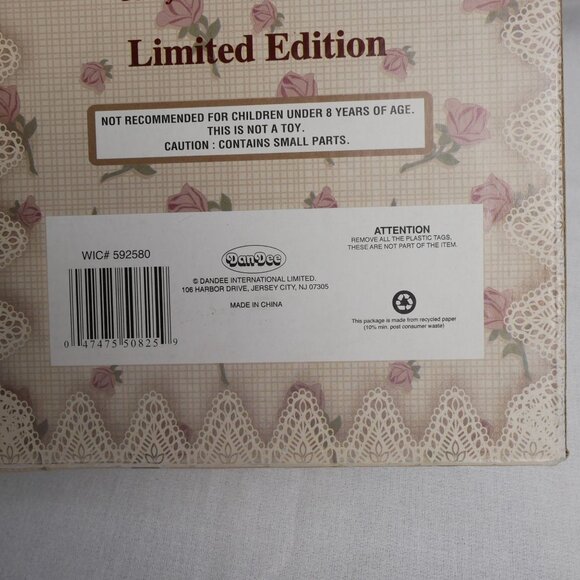 Limited Edition
NOT RECOMMENDED FOR CHILDREN UNDER 8 YEARS OF AGE.
THIS IS NOT A TOY.
CAUTION : CONTAINS SMALL PARTS.
WIC# 592580
0 47475 50825 9
DanDee
© DANDEE INTERNATIONAL LIMITED.
106 HARBOR DRIVE, JERSEY CITY, NJ 07305
MADE IN CHINA
ATTENTION
REMOVE ALL THE PLASTIC TAGS,
THESE ARE NOT PART OF THE ITEM.
This package is made from recycled paper
(10% min. post consumer waste)